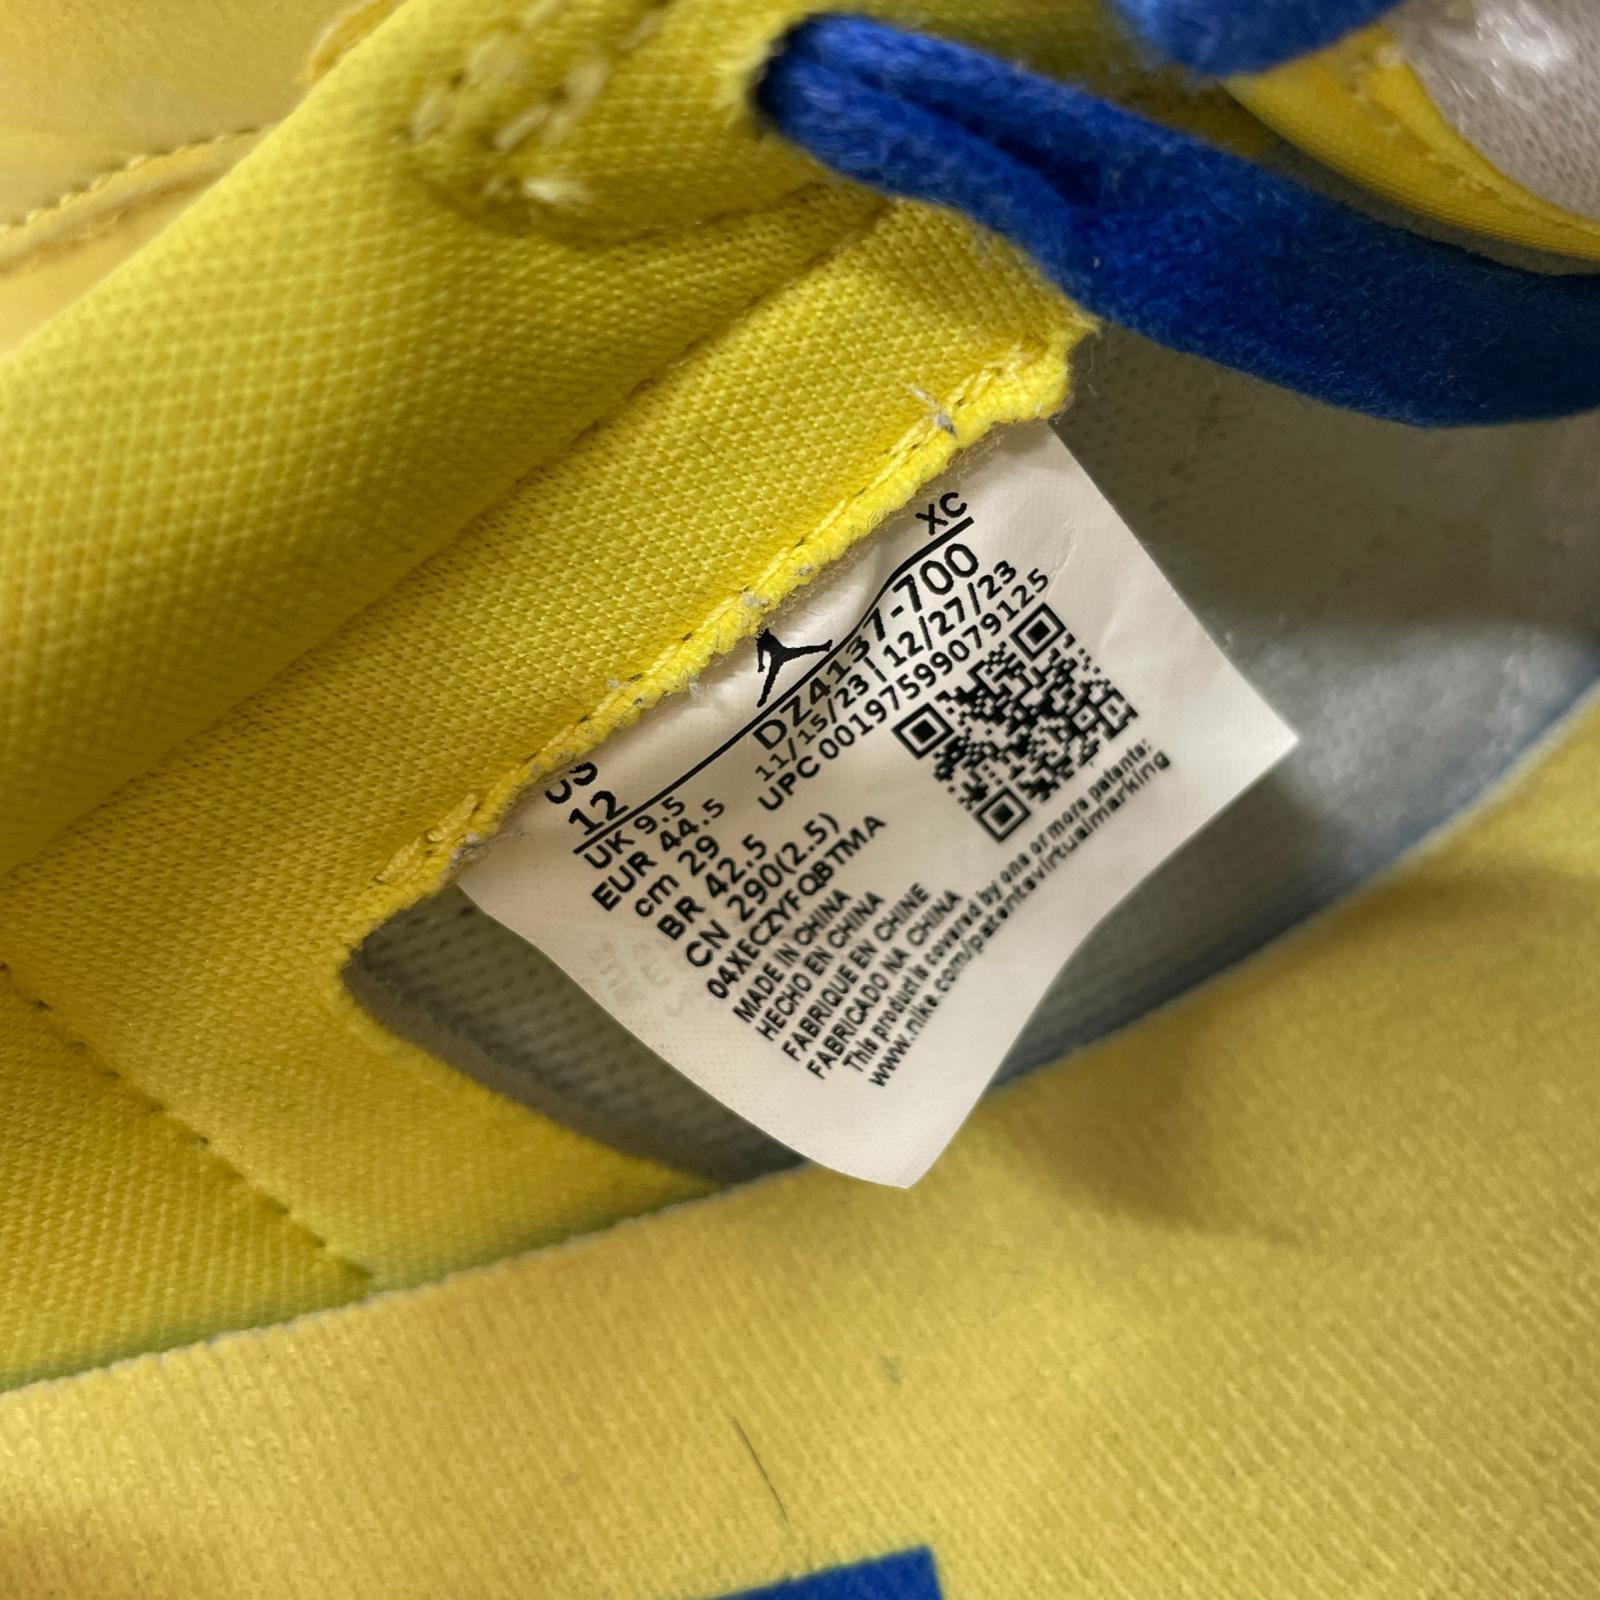 XC
US
12
DZ4137-700
11/15/23 | 12/27/23
UPC 00197599079125
UK 9.5
EUR 44.5
cm 29
BR 42.5
CN 290(2.5)
04XECZYFQBTMA
MADE IN CHINA
HECHO EN CHINA
FABRIQUE EN CHINE
FABRICADO NA CHINA
This product is covered by one or more patents:
www.nike.com/patentsvirtualmarking